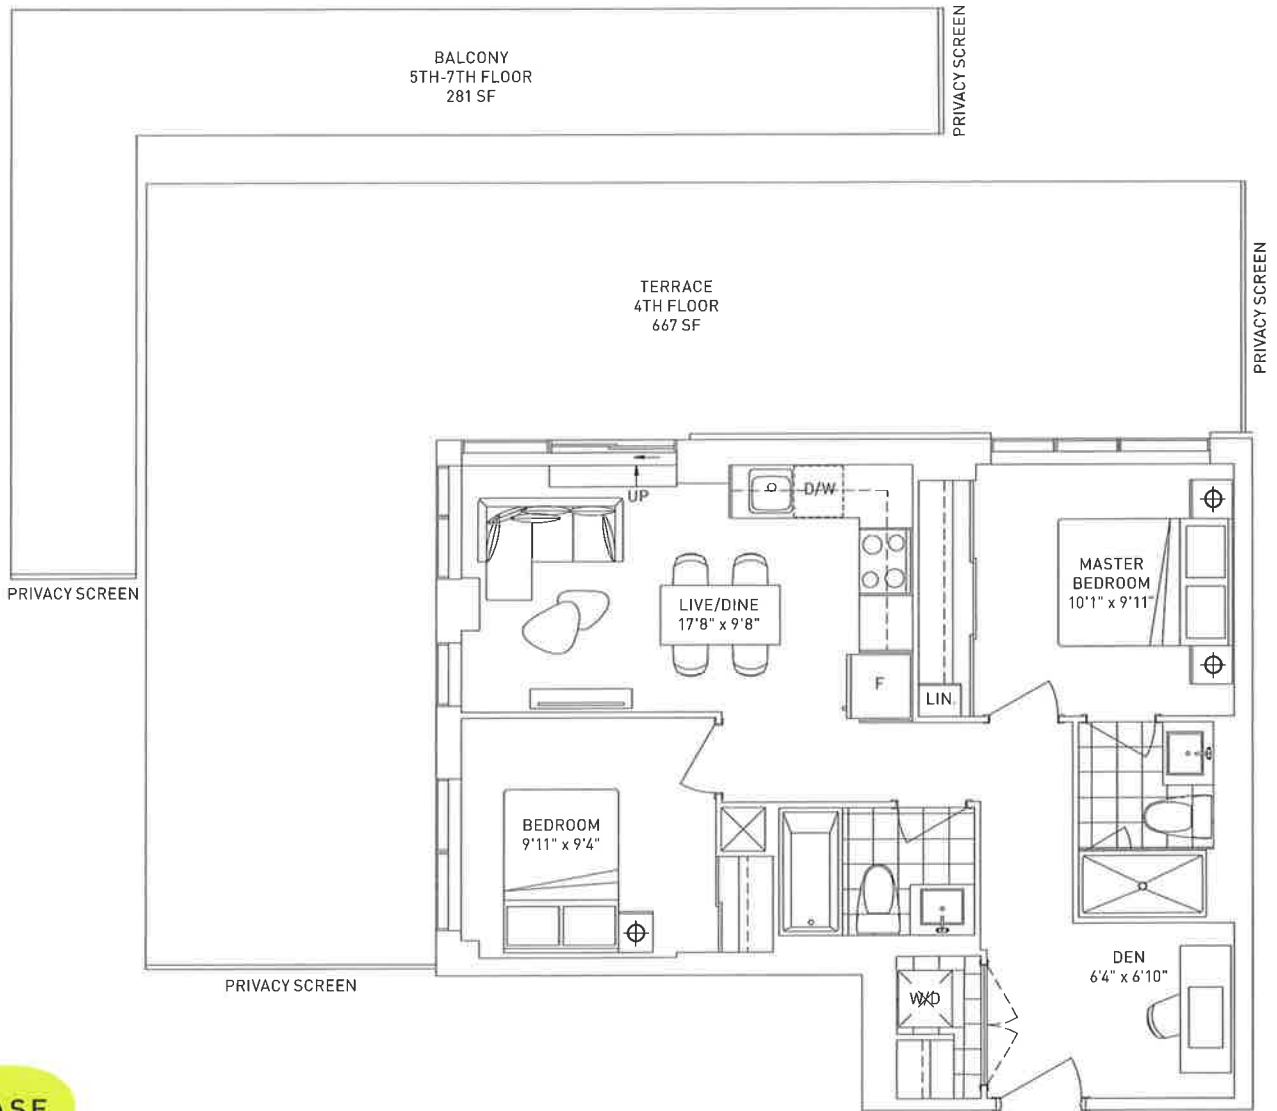 BALCONY
5TH-7TH FLOOR
281 SF
PRIVACY SCREEN
TERRACE
4TH FLOOR
667 SF
PRIVACY SCREEN
UP
D/W
PRIVACY SCREEN
MASTER
BEDROOM
10'1" x 9'11"
LIVE/DINE
17'8" x 9'8"
F
LIN.
BEDROOM
9'11" x 9'4"
DEN
6'4" x 6'10"
PRIVACY SCREEN
W/D
ASE